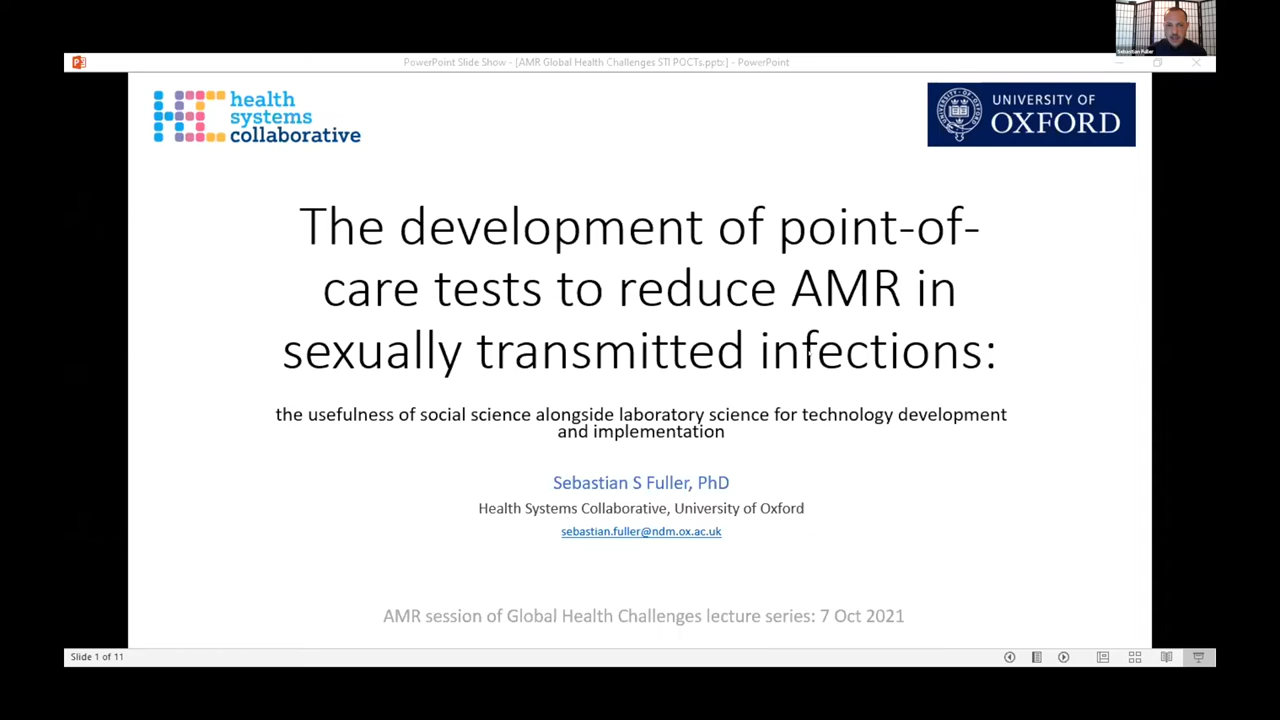 Sebastian Fuller
PowerPoint Slide Show - [AMR Global Health Challenges STI POCTs.pptx] - PowerPoint
health
systems
collaborative
UNIVERSITY OF
OXFORD
The development of point-of-
care tests to reduce AMR in
sexually transmitted infections:
the usefulness of social science alongside laboratory science for technology development
and implementation
Sebastian S Fuller, PhD
Health Systems Collaborative, University of Oxford
sebastian.fuller@ndm.ox.ac.uk
AMR session of Global Health Challenges lecture series: 7 Oct 2021
Slide 1 of 11